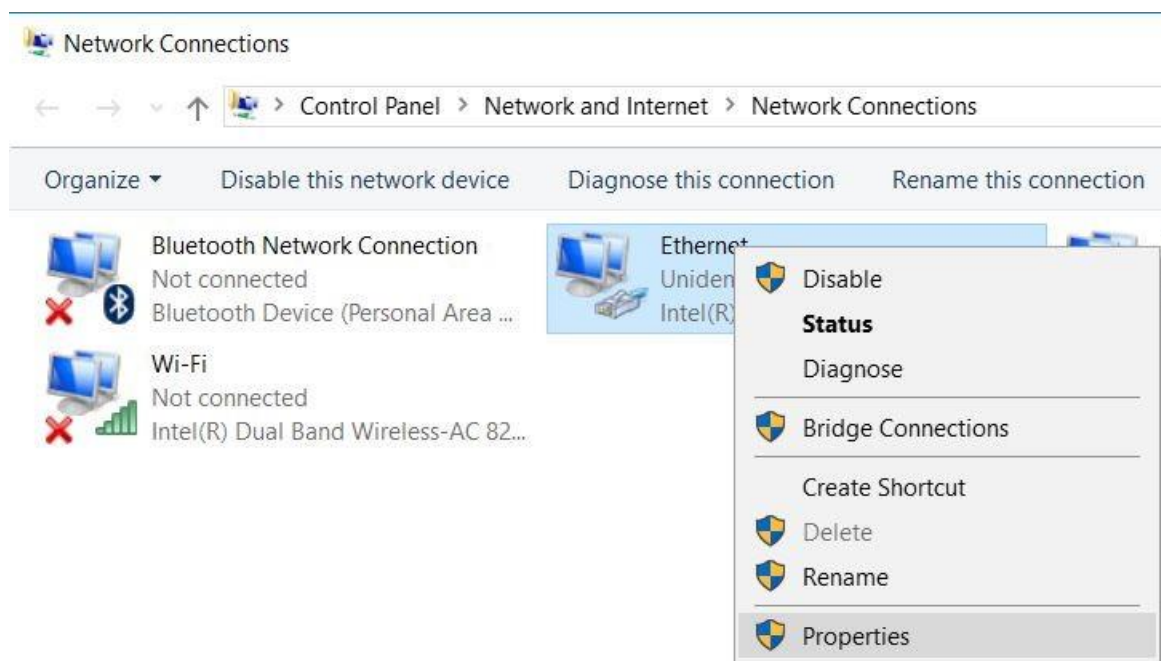 Network Connections
Control Panel > Network and Internet > Network Connections
Organize Disable this network device Diagnose this connection Rename this connection
Bluetooth Network Connection
Not connected
Bluetooth Device (Personal Area ...
Wi-Fi
Not connected
Intel(R) Dual Band Wireless-AC 82...
Ethernet
Uniden
Intel(R)
Disable
Status
Diagnose
Bridge Connections
Create Shortcut
Delete
Rename
Properties